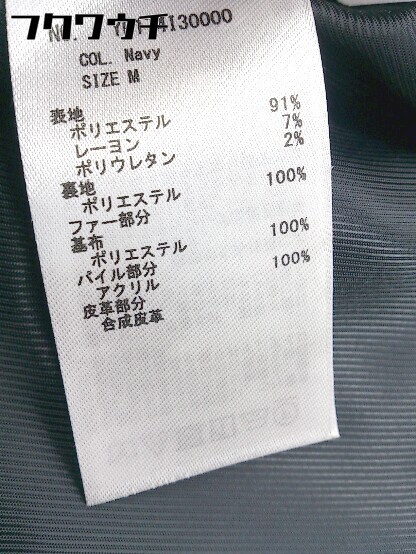 フクワウチ
NO.
I30000
COL. Navy
SIZE M
表地
ポリエステル 91%
レーヨン 7%
ポリウレタン 2%
裏地
ポリエステル 100%
ファー部分
基布
ポリエステル 100%
パイル部分
アクリル 100%
皮革部分
合成皮革